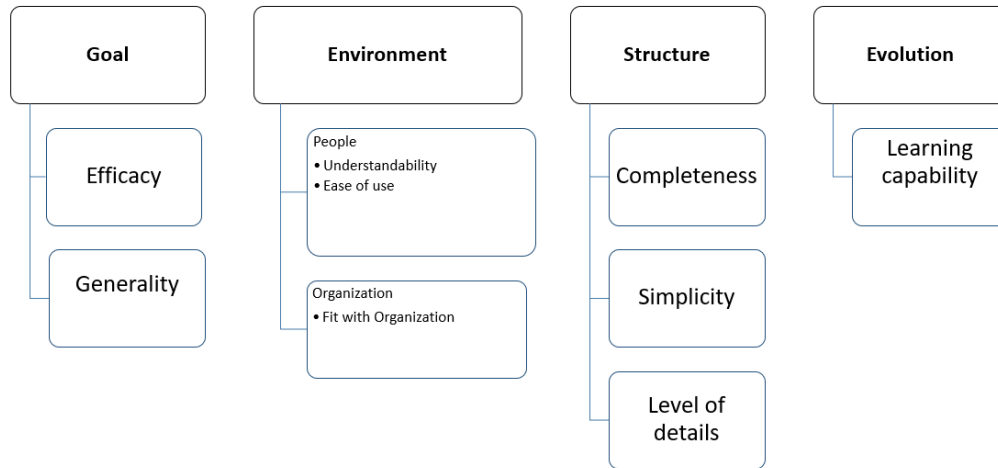 Goal
Efficacy
Generality
Environment
People
• Understandability
• Ease of use
Organization
• Fit with Organization
Structure
Completeness
Simplicity
Level of
details
Evolution
Learning
capability